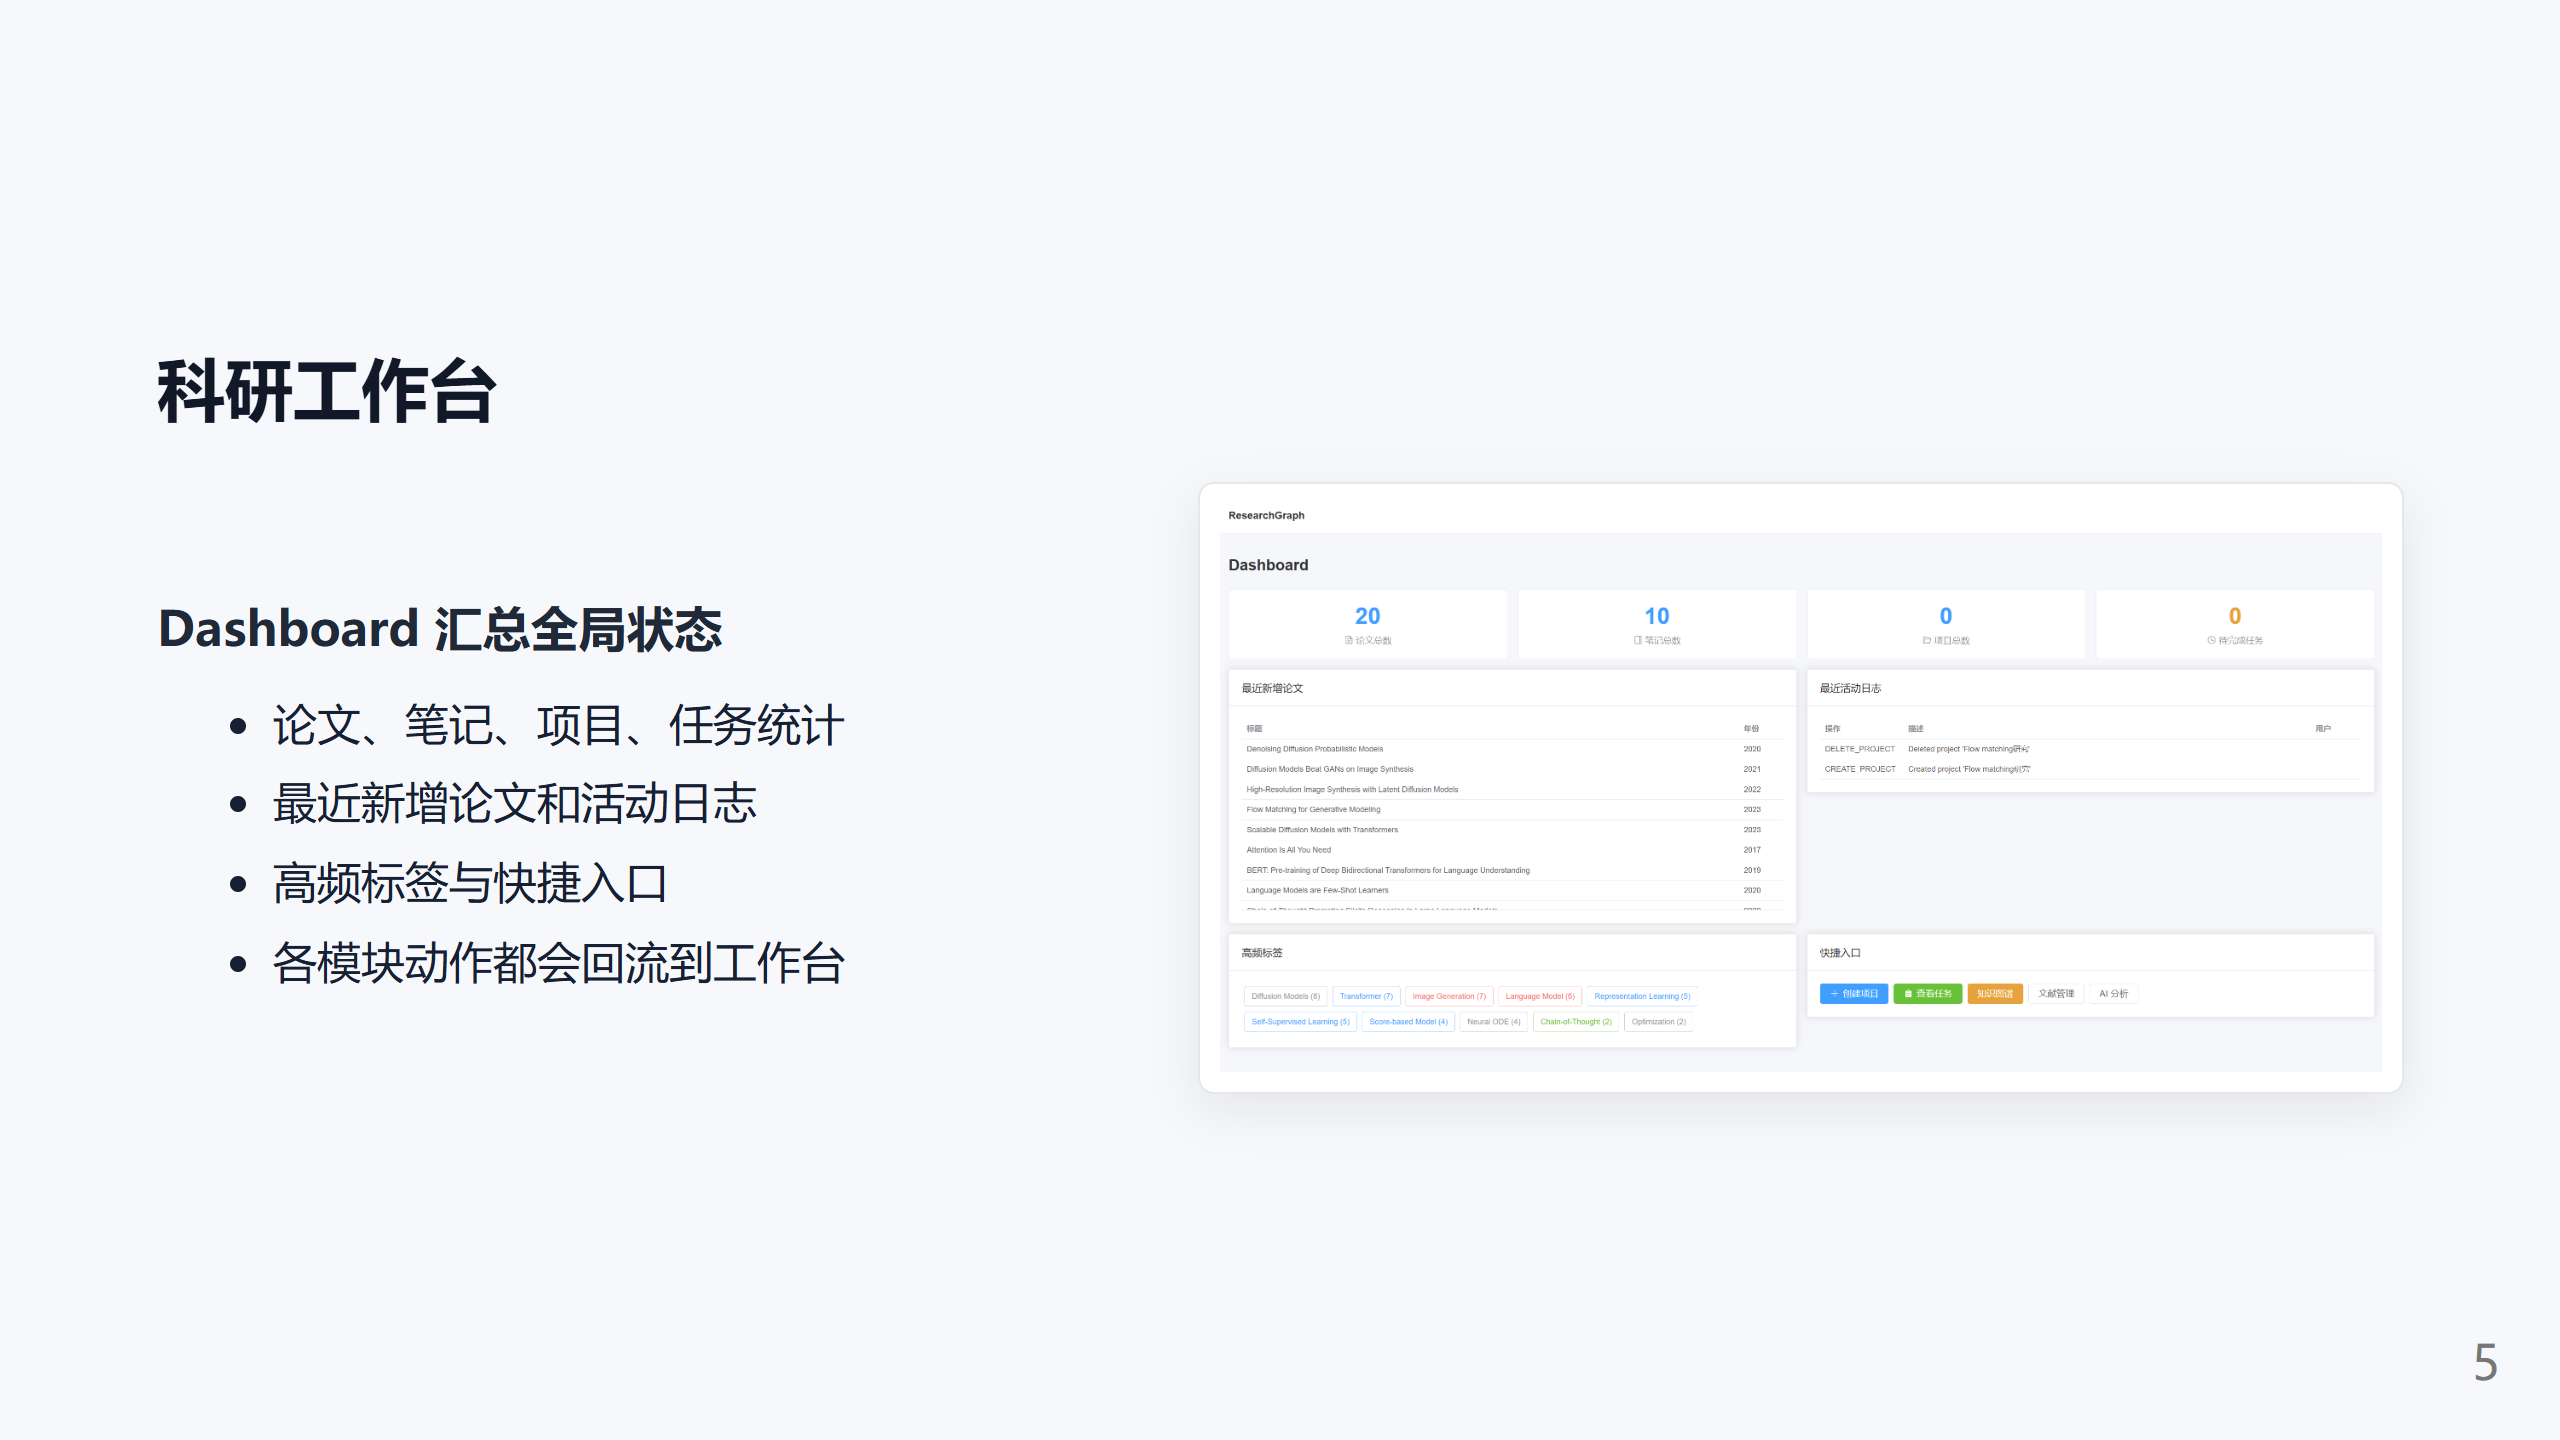 科研工作台
Dashboard 汇总全局状态
论文、笔记、项目、任务统计
最近新增论文和活动日志
高频标签与快捷入口
各模块动作都会回流到工作台
ResearchGraph
Dashboard
20
论文总数
10
笔记总数
0
项目总数
0
待完成任务
最近新增论文
标题 年份
Denoising Diffusion Probabilistic Models 2020
Diffusion Models Beat GANs on Image Synthesis 2021
High-Resolution Image Synthesis with Latent Diffusion Models 2022
Flow Matching for Generative Modeling 2023
Scalable Diffusion Models with Transformers 2023
Attention Is All You Need 2017
BERT: Pre-training of Deep Bidirectional Transformers for Language Understanding 2019
Language Models are Few-Shot Learners 2020
最近活动日志
操作 描述 用户
DELETE_PROJECT Deleted project 'Flow matching研究'
CREATE_PROJECT Created project 'Flow matching研究'
高频标签
Diffusion Models (8) Transformer (7) Image Generation (7) Language Model (6) Representation Learning (5)
Self-Supervised Learning (5) Score-based Model (4) Neural ODE (4) Chain-of-Thought (2) Optimization (2)
快捷入口
创建项目 查看任务 知识图谱 文献管理 AI 分析
5